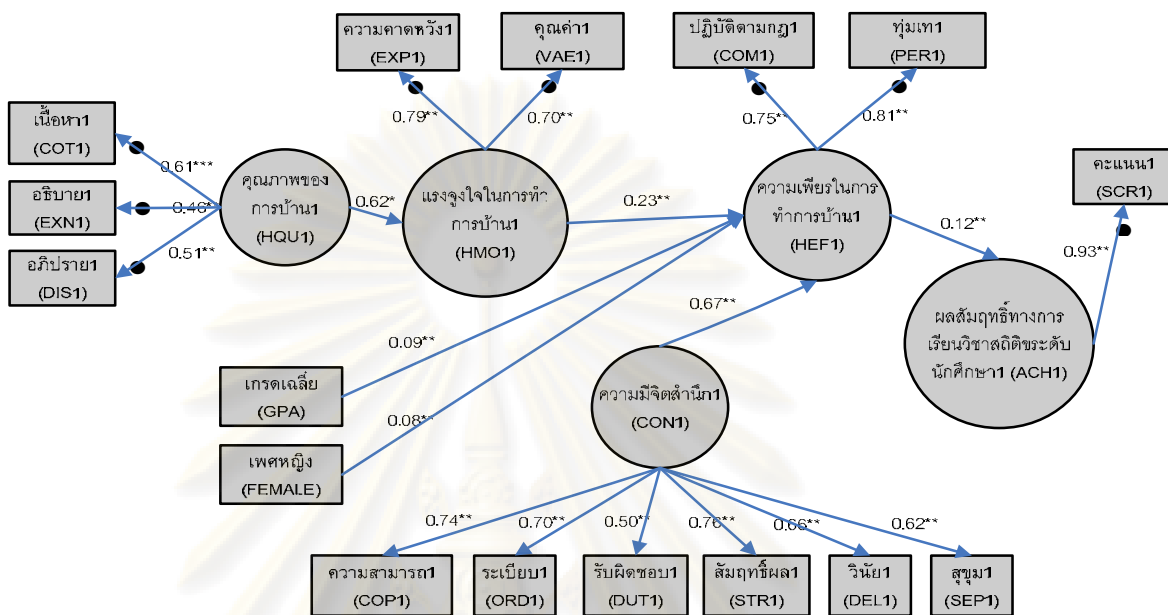 ความคาดหวัง1
(EXP1)
คุณค่า1
(VAE1)
ปฏิบัติตามกฎ1
(COM1)
ทุ่มเท1
(PER1)
0.79**
0.70**
0.75**
0.81**
เนื้อหา1
(COT1)
0.61***
อธิบาย1
(EXN1)
0.46*
อภิปราย1
(DIS1)
0.51**
คุณภาพของ
การบ้าน1
(HQU1)
0.62*
แรงจูงใจในการทำ
การบ้าน1
(HMO1)
0.23**
ความเพียรในการ
ทำการบ้าน1
(HEF1)
0.12**
คะแนน1
(SCR1)
0.93**
ผลสัมฤทธิ์ทางการ
เรียนวิชาสถิติขระดับ
นักศึกษา1 (ACH1)
0.67**
0.09**
เกรดเฉลี่ย
(GPA)
0.08*
เพศหญิง
(FEMALE)
ความมีจิตสำนึก1
(CON1)
0.74**
0.70**
0.50**
0.76**
0.66**
0.62**
ความสามารถ1
(COP1)
ระเบียบ1
(ORD1)
รับผิดชอบ1
(DUT1)
สัมฤทธิ์ผล1
(STR1)
วินัย1
(DEL1)
สุขุม1
(SEP1)